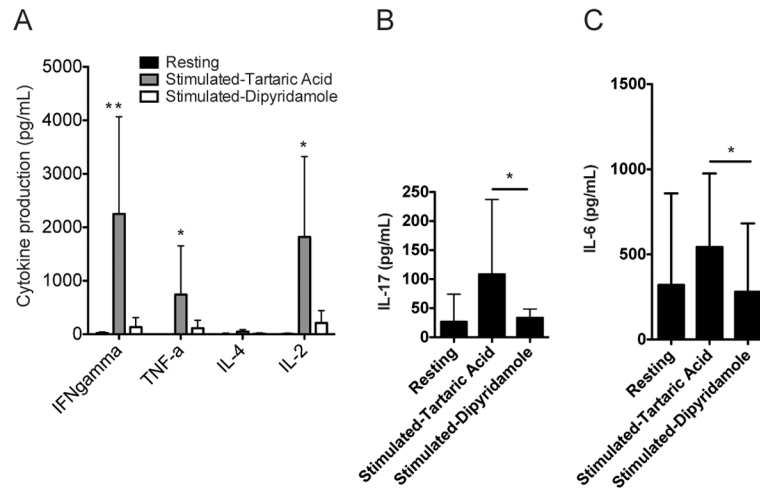 A
Resting
Stimulated-Tartaric Acid
Stimulated-Dipyridamole
Cytokine production (pg/mL)
5000
4000
3000
2000
1000
0
**
*
*
IFNgamma
TNF-a
IL-4
IL-2
B
IL-17 (pg/mL)
250
200
150
100
50
0
*
Resting
Stimulated-Tartaric Acid
Stimulated-Dipyridamole
C
IL-6 (pg/mL)
1500
1000
500
0
*
Resting
Stimulated-Tartaric Acid
Stimulated-Dipyridamole